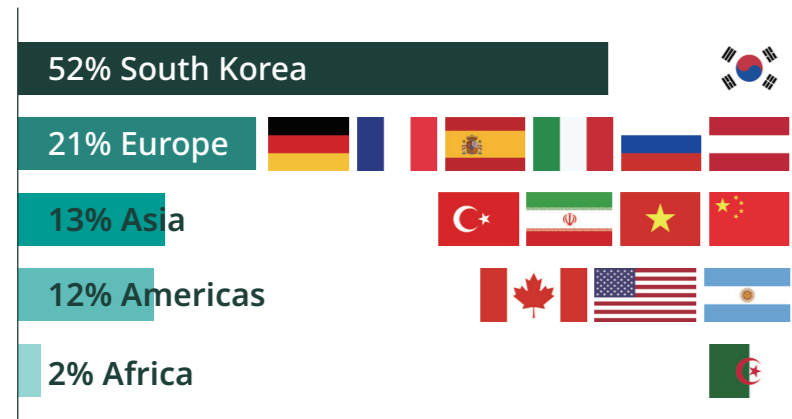 52% South Korea
21% Europe
13% Asia
12% Americas
2% Africa